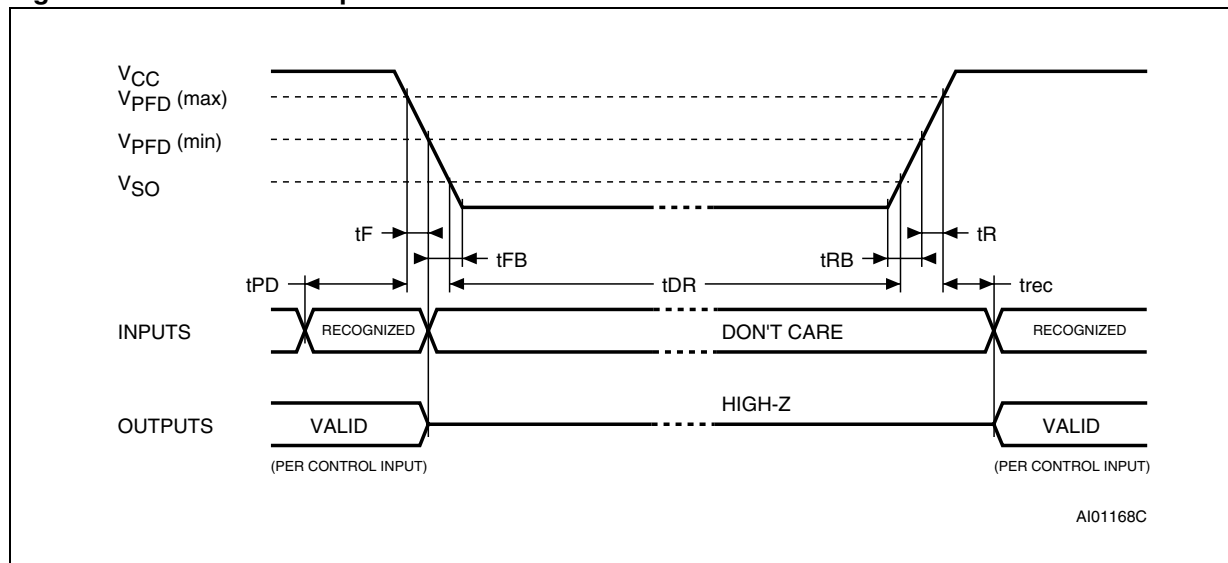 VCC
VPFD (max)
VPFD (min)
VSO
tF
tR
tFB
tRB
tPD
tDR
trec
INPUTS
RECOGNIZED
DON'T CARE
RECOGNIZED
HIGH-Z
OUTPUTS
VALID
VALID
(PER CONTROL INPUT)
(PER CONTROL INPUT)
AI01168C